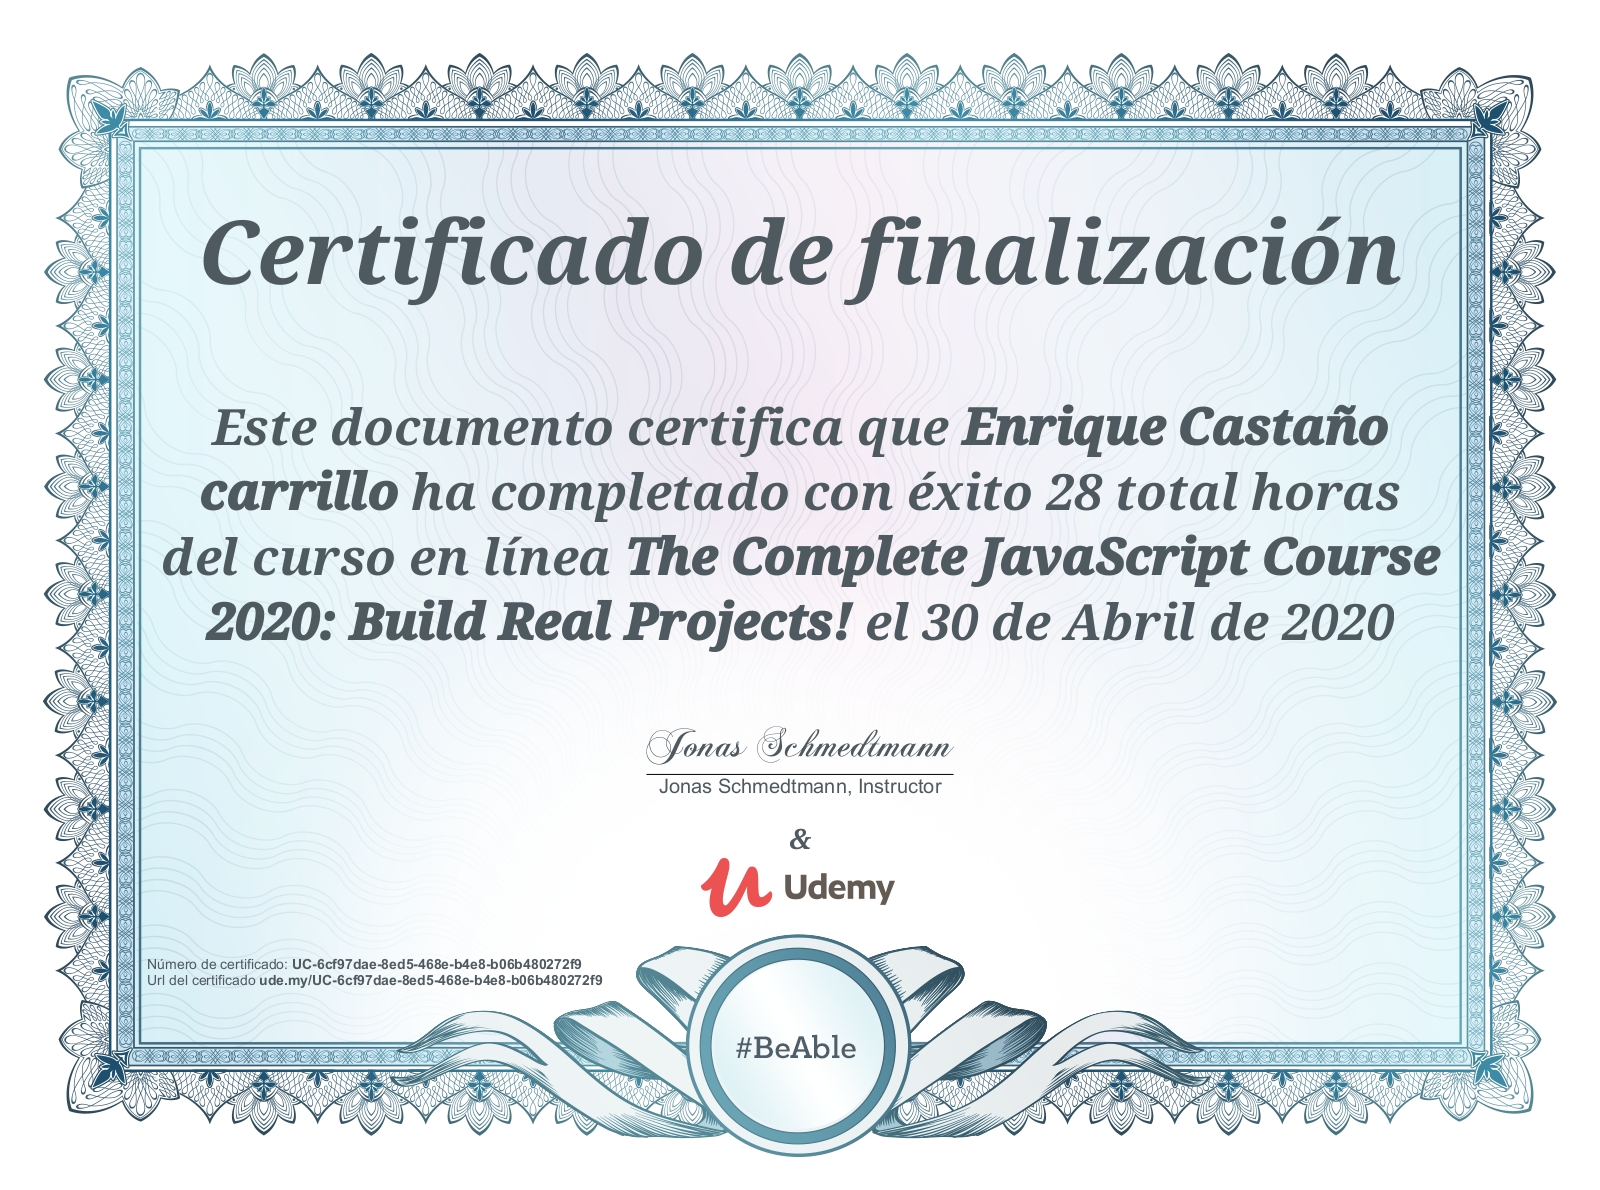 Certificado de finalización
Este documento certifica que Enrique Castaño
carrillo ha completado con éxito 28 total horas
del curso en línea The Complete JavaScript Course
2020: Build Real Projects! el 30 de Abril de 2020
Jonas Schmedtmann
Jonas Schmedtmann, Instructor
&
Udemy
Número de certificado: UC-6cf97dae-8ed5-468e-b4e8-b06b480272f9
Url del certificado ude.my/UC-6cf97dae-8ed5-468e-b4e8-b06b480272f9
#BeAble